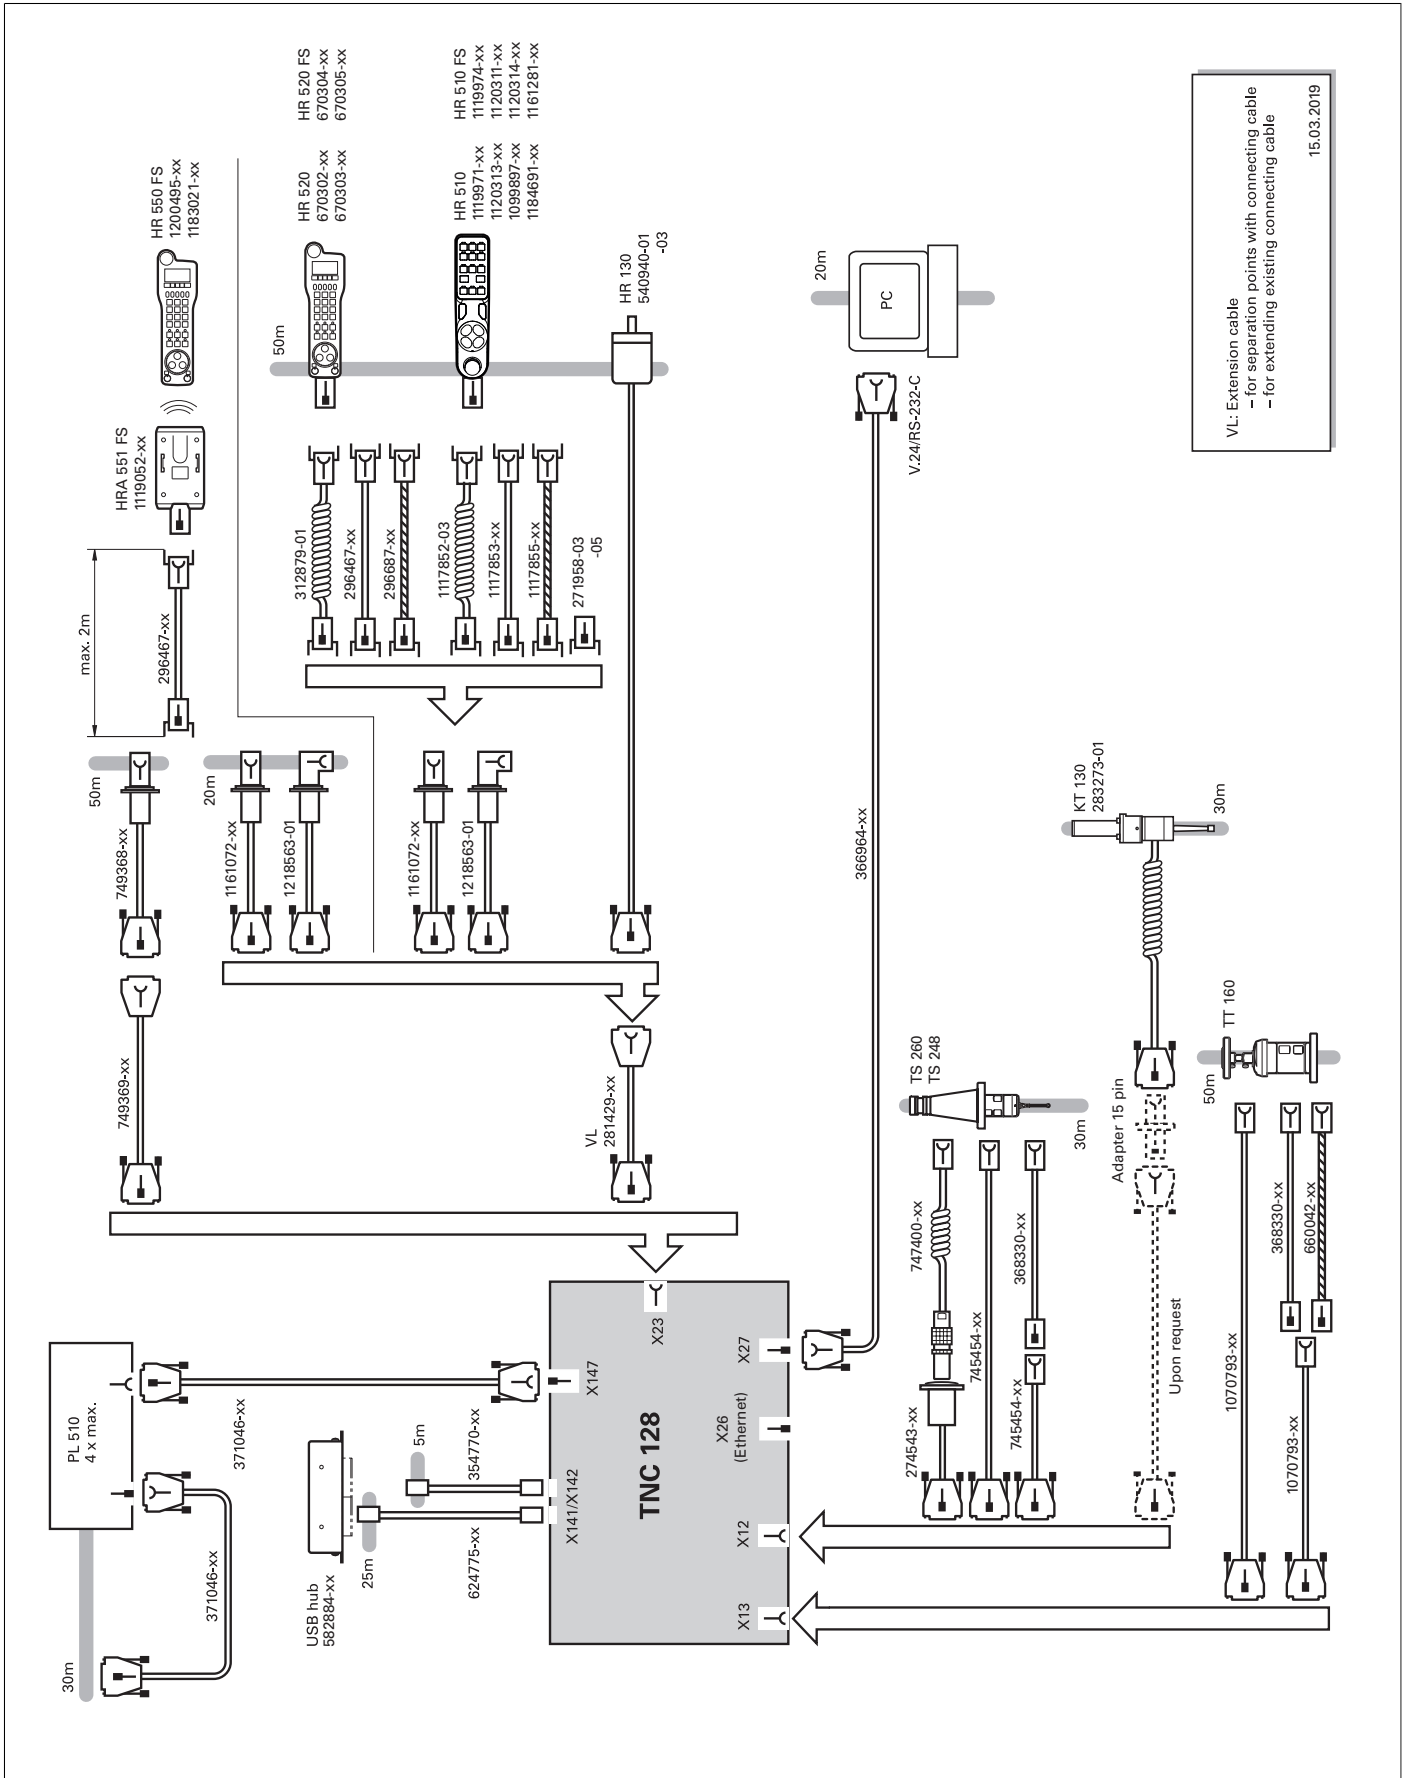 PL 510
4 x max.
30m
371046-xx
371046-xx
USB hub
582884-xx
25m
5m
624775-xx
354770-xx
X141/X142
X147
TNC 128
X23
X27
X26
(Ethernet)
X12
X13
749369-xx
749368-xx
50m
max. 2m
296467-xx
HRA 551 FS
1119052-xx
HR 550 FS
1200495-xx
1183021-xx
20m
1161072-xx
1218563-01
1161072-xx
1218563-01
VL
281429-xx
312879-01
296467-xx
296687-xx
1117852-03
1117853-xx
1117855-xx
271958-03
-05
50m
HR 520
670302-xx
670303-xx
HR 520 FS
670304-xx
670305-xx
HR 510
1119971-xx
1120313-xx
1099897-xx
1184691-xx
HR 510 FS
1119974-xx
1120311-xx
1120314-xx
1161281-xx
HR 130
540940-01
-03
20m
PC
V.24/RS-232-C
366964-xx
TS 260
TS 248
30m
274543-xx
747400-xx
745454-xx
745454-xx
368330-xx
KT 130
283273-01
30m
Adapter 15 pin
Upon request
TT 160
50m
1070793-xx
1070793-xx
368330-xx
660042-xx
VL: Extension cable
– for separation points with connecting cable
– for extending existing connecting cable
15.03.2019